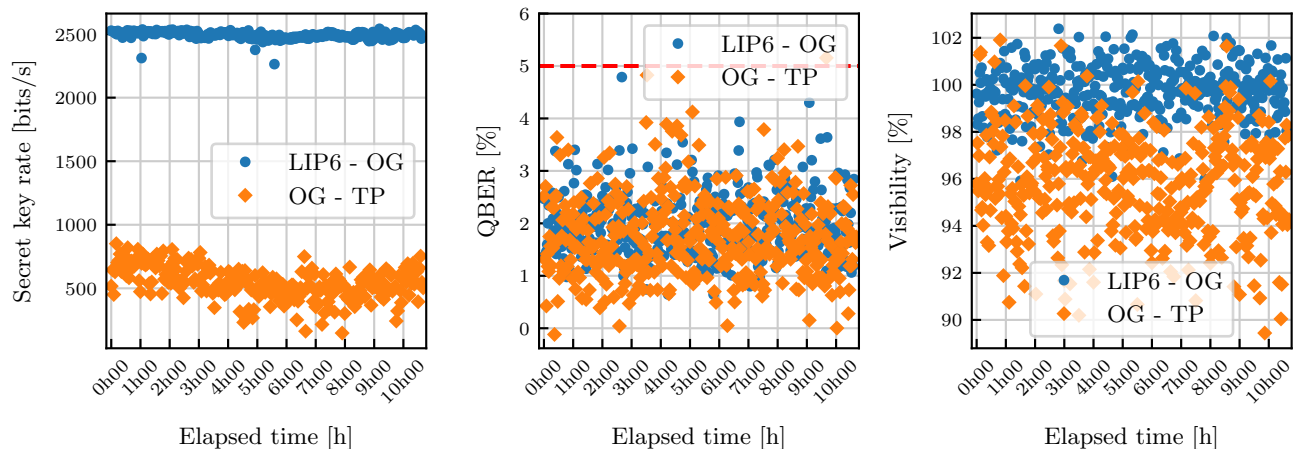 Secret key rate [bits/s]
2500
2000
1500
1000
500
LIP6 - OG
OG - TP
0h00
1h00
2h00
3h00
4h00
5h00
6h00
7h00
8h00
9h00
10h00
Elapsed time [h]
QBER [%]
6
5
4
3
2
1
0
LIP6 - OG
OG - TP
0h00
1h00
2h00
3h00
4h00
5h00
6h00
7h00
8h00
9h00
10h00
Elapsed time [h]
Visibility [%]
102
100
98
96
94
92
90
LIP6 - OG
OG - TP
0h00
1h00
2h00
3h00
4h00
5h00
6h00
7h00
8h00
9h00
10h00
Elapsed time [h]